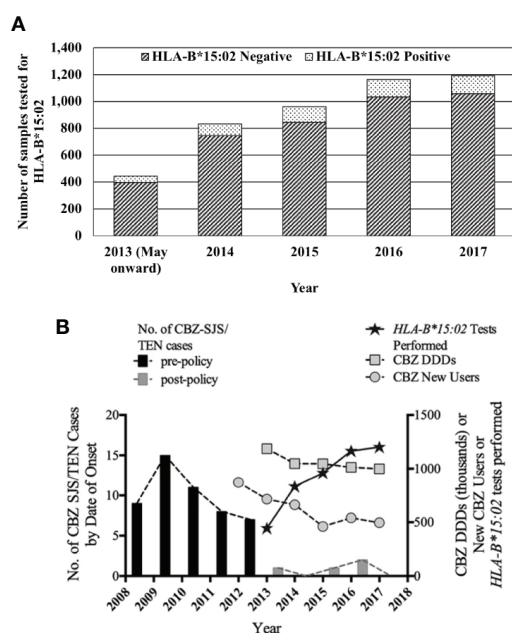 A
1,400
1,200
1,000
800
600
400
200
0
Number of samples tested for
HLA-B*15:02
HLA-B*15:02 Negative
HLA-B*15:02 Positive
2013 (May
onward)
2014
2015
2016
2017
Year
B
No. of CBZ-SJS/
TEN cases
pre-policy
post-policy
HLA-B*15:02 Tests
Performed
CBZ DDDs
CBZ New Users
20
15
10
5
0
No. of CBZ SJS/TEN Cases
by Date of Onset
1500
1000
500
0
CBZ DDDs (thousands) or
New CBZ Users or
HLA-B*15:02 tests performed
2008
2009
2010
2011
2012
2013
2014
2015
2016
2017
2018
Year